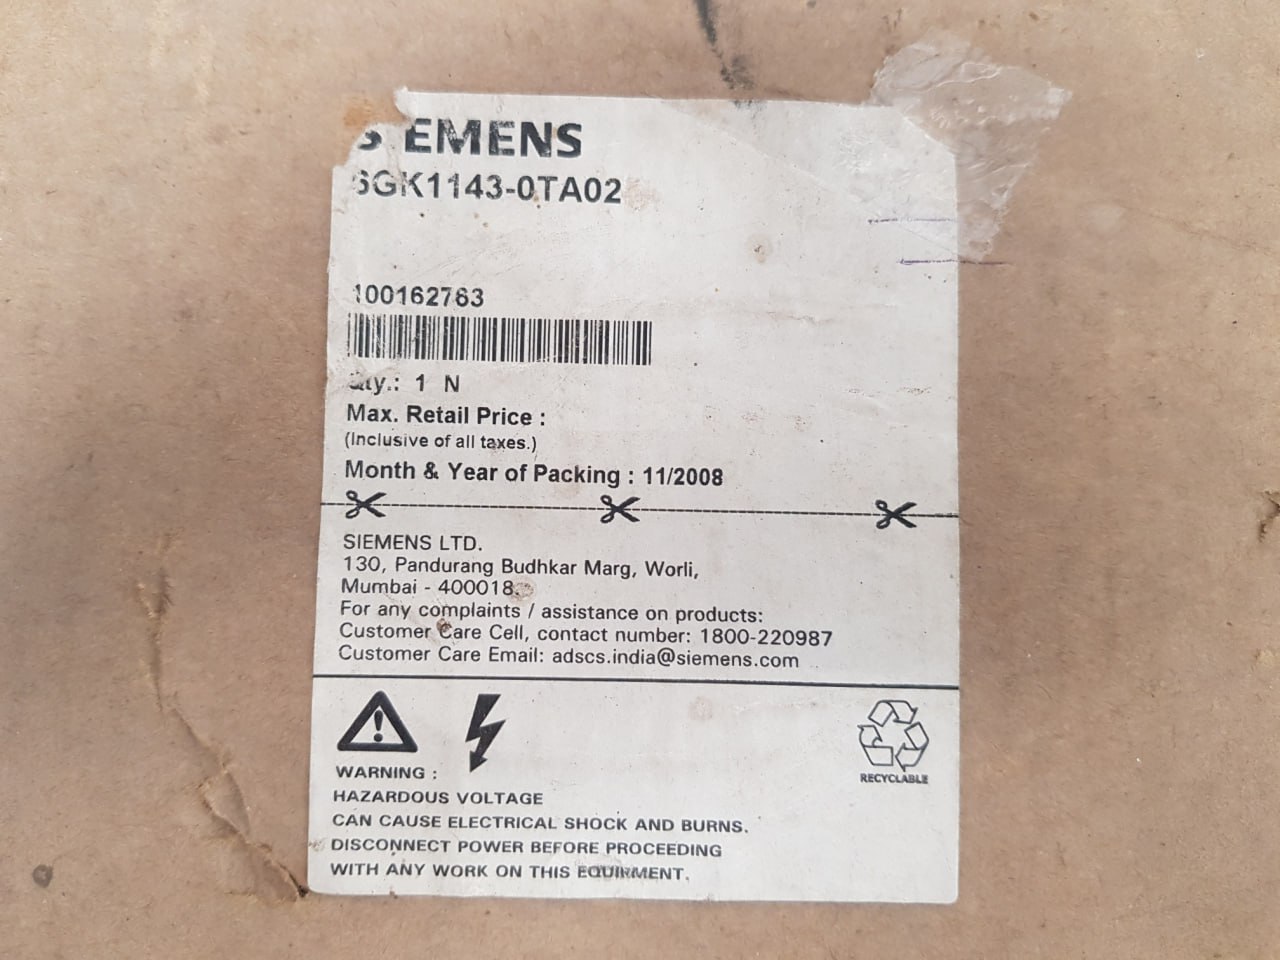 SIEMENS
6GK1143-0TA02
100162763
Qty.: 1 N
Max. Retail Price :
(Inclusive of all taxes.)
Month & Year of Packing : 11/2008
SIEMENS LTD.
130, Pandurang Budhkar Marg, Worli,
Mumbai - 400018.
For any complaints / assistance on products:
Customer Care Cell, contact number: 1800-220987
Customer Care Email: adscs.india@siemens.com
WARNING :
HAZARDOUS VOLTAGE
CAN CAUSE ELECTRICAL SHOCK AND BURNS.
DISCONNECT POWER BEFORE PROCEEDING
WITH ANY WORK ON THIS EQUIPMENT.
RECYCLABLE